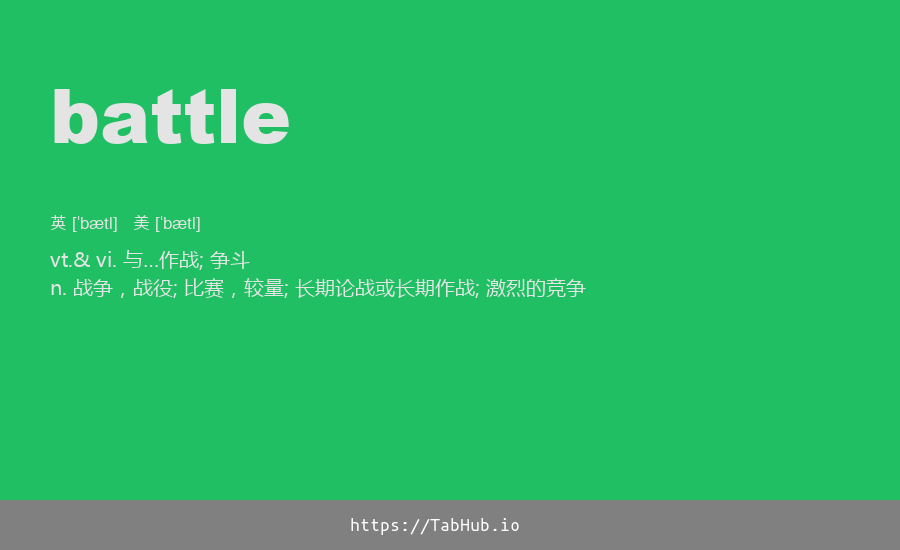 battle
英 ['bætl] 美 ['bætl]
vt.& vi. 与...作战; 争斗
n. 战争，战役; 比赛，较量; 长期论战或长期作战; 激烈的竞争
https://TabHub.io